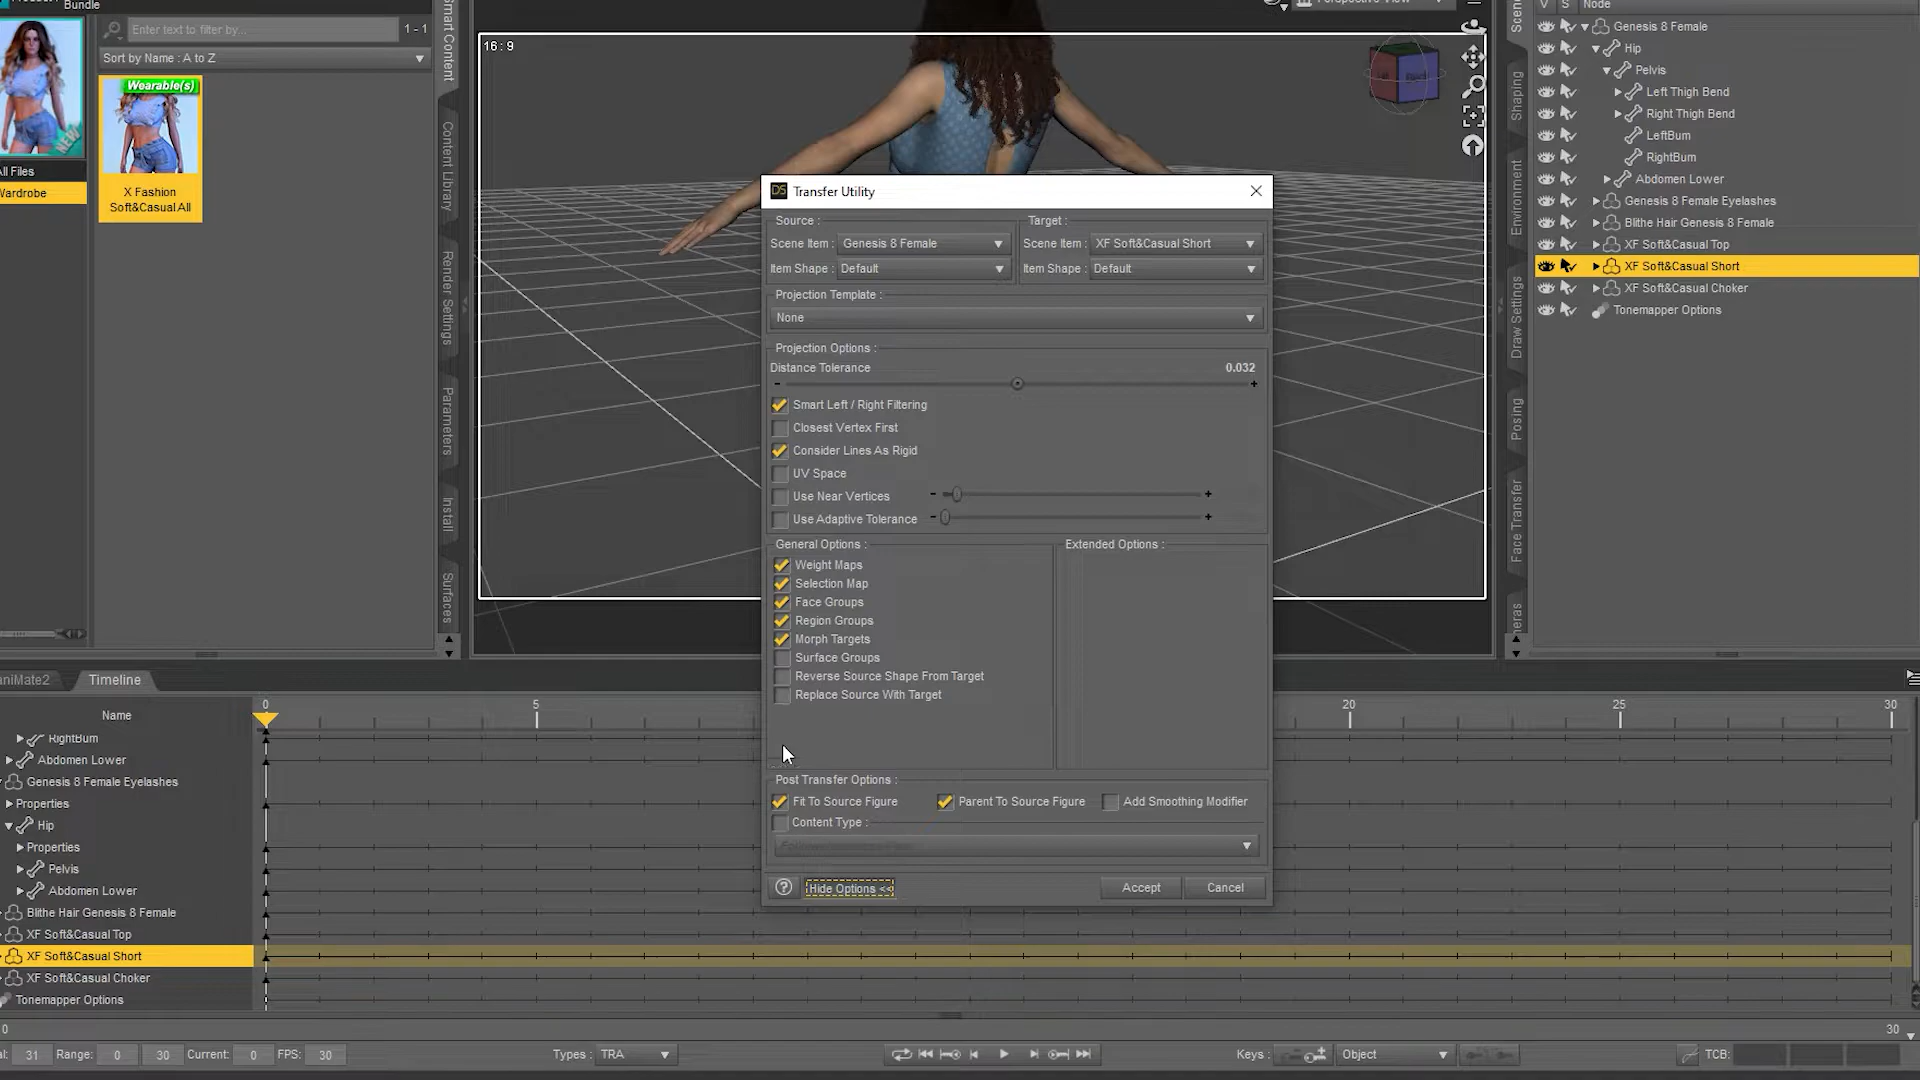 Bundle
Enter text to filter by...
1 - 1
Sort by Name : A to Z
Wearable(s)
NEW
X Fashion
Soft&Casual.All
All Files
Wardrobe
Smart Content
Content Library
Render Settings
Parameters
Install
Surfaces
16 : 9
Perspective View
Transfer Utility
Source :
Target :
Scene Item : Genesis 8 Female
Scene Item : XF Soft&Casual Short
Item Shape : Default
Item Shape : Default
Projection Template :
None
Projection Options :
Distance Tolerance
0.032
Smart Left / Right Filtering
Closest Vertex First
Consider Lines As Rigid
UV Space
Use Near Vertices
Use Adaptive Tolerance
General Options :
Extended Options :
Weight Maps
Selection Map
Face Groups
Region Groups
Morph Targets
Surface Groups
Reverse Source Shape From Target
Replace Source With Target
Post Transfer Options :
Fit To Source Figure
Parent To Source Figure
Add Smoothing Modifier
Content Type :
Hide Options <<
Accept
Cancel
Scene
Shaping
Environment
Draw Settings
Posing
Face Transfer
V S Node
Genesis 8 Female
Hip
Pelvis
Left Thigh Bend
Right Thigh Bend
LeftBum
RightBum
Abdomen Lower
Genesis 8 Female Eyelashes
Blithe Hair Genesis 8 Female
XF Soft&Casual Top
XF Soft&Casual Short
XF Soft&Casual Choker
Tonemapper Options
aniMate2
Timeline
Name
0
5
20
25
30
RightBum
Abdomen Lower
Genesis 8 Female Eyelashes
Properties
Hip
Properties
Pelvis
Abdomen Lower
Blithe Hair Genesis 8 Female
XF Soft&Casual Top
XF Soft&Casual Short
XF Soft&Casual Choker
Tonemapper Options
0
30
31
Range:
0
30
Current:
0
FPS:
30
Types :
TRA
Keys :
Object
TCB: